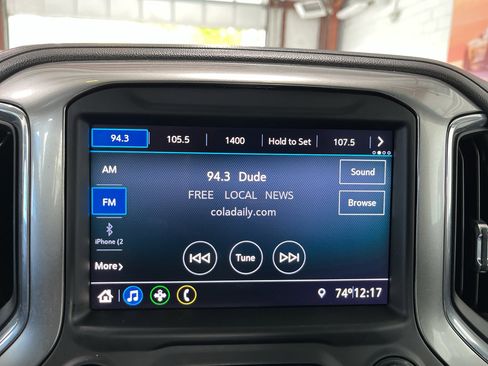 94.3 105.5 1400 Hold to Set 107.5
AM
94.3 Dude
Sound
FREE LOCAL NEWS
FM
Browse
coladaily.com
iPhone (2
Tune
More
74° 12:17